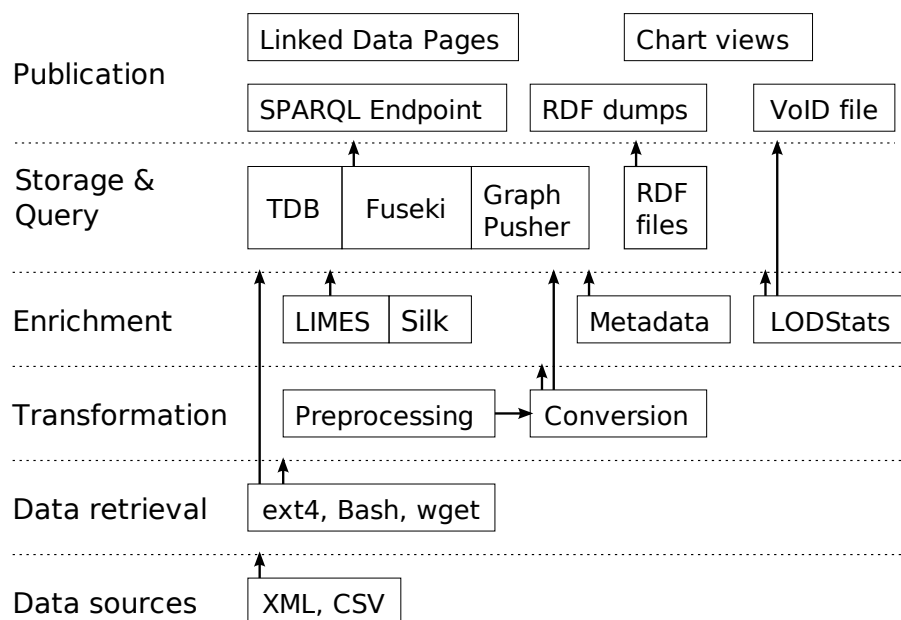 Linked Data Pages
Chart views
Publication
SPARQL Endpoint
RDF dumps
VoID file
Storage &
Query
TDB
Fuseki
Graph
Pusher
RDF
files
Enrichment
LIMES
Silk
Metadata
LODStats
Transformation
Preprocessing
Conversion
Data retrieval
ext4, Bash, wget
Data sources
XML, CSV